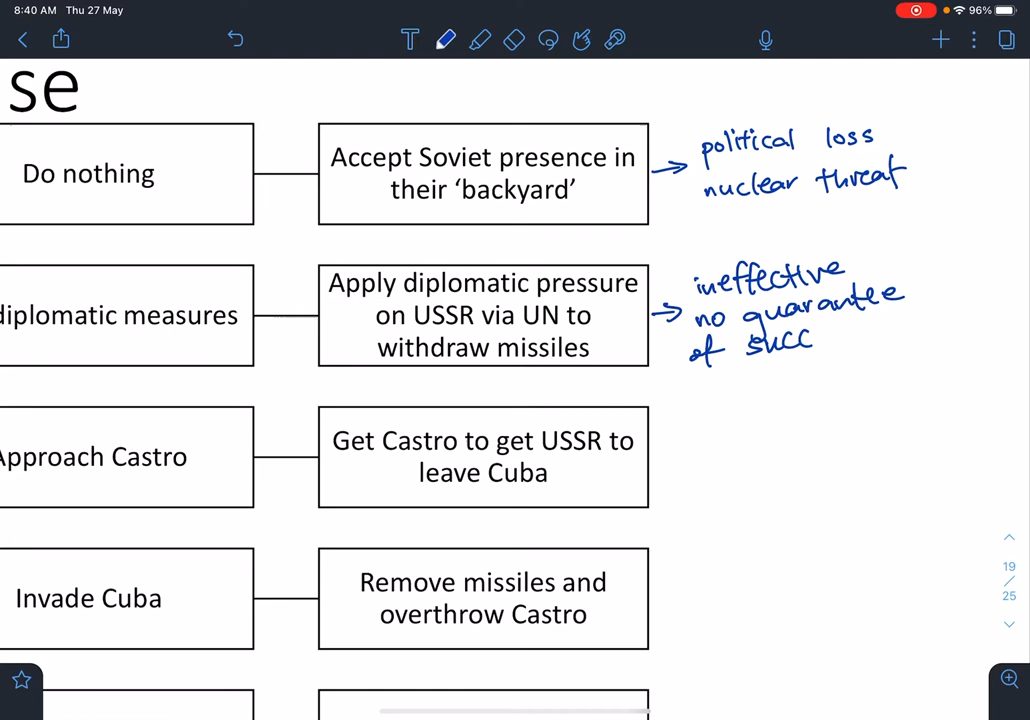 8:40 AM Thu 27 May
96%
se
Do nothing
Accept Soviet presence in
their ‘backyard’
political loss
nuclear threat
diplomatic measures
Apply diplomatic pressure
on USSR via UN to
withdraw missiles
ineffective
no guarantee
of succ
Approach Castro
Get Castro to get USSR to
leave Cuba
Invade Cuba
Remove missiles and
overthrow Castro
19
/
25